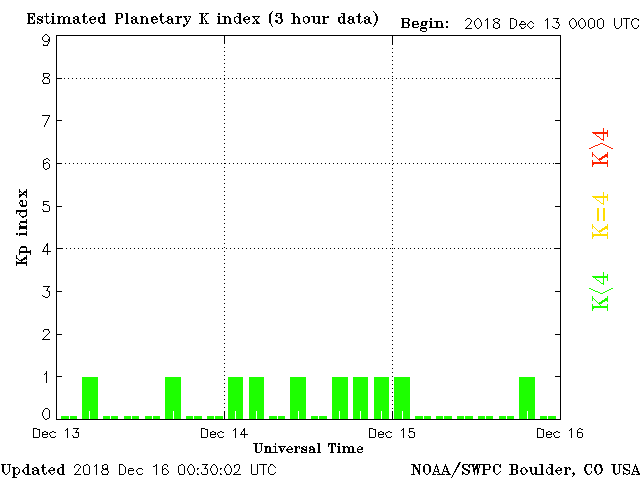 Estimated Planetary K index (3 hour data) Begin: 2018 Dec 13 0000 UTC
9
8
7
6
5
4
3
2
1
0
Kp index
K>4
K=4
K<4
Dec 13 Dec 14 Dec 15 Dec 16
Universal Time
Updated 2018 Dec 16 00:30:02 UTC NOAA/SWPC Boulder, CO USA